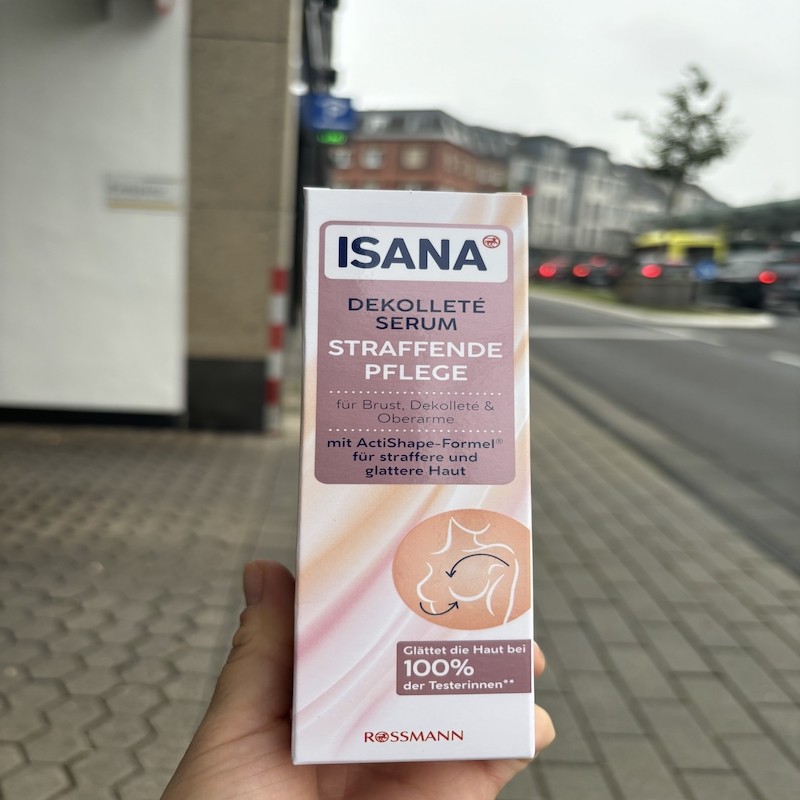 ISANA
DEKOLLETÉ
SERUM
STRAFFENDE
PFLEGE
für Brust, Dekolleté &
Oberarme
mit ActiShape-Formel®
für straffere und
glattere Haut
Glättet die Haut bei
100%
der Testerinnen**
ROSSMANN